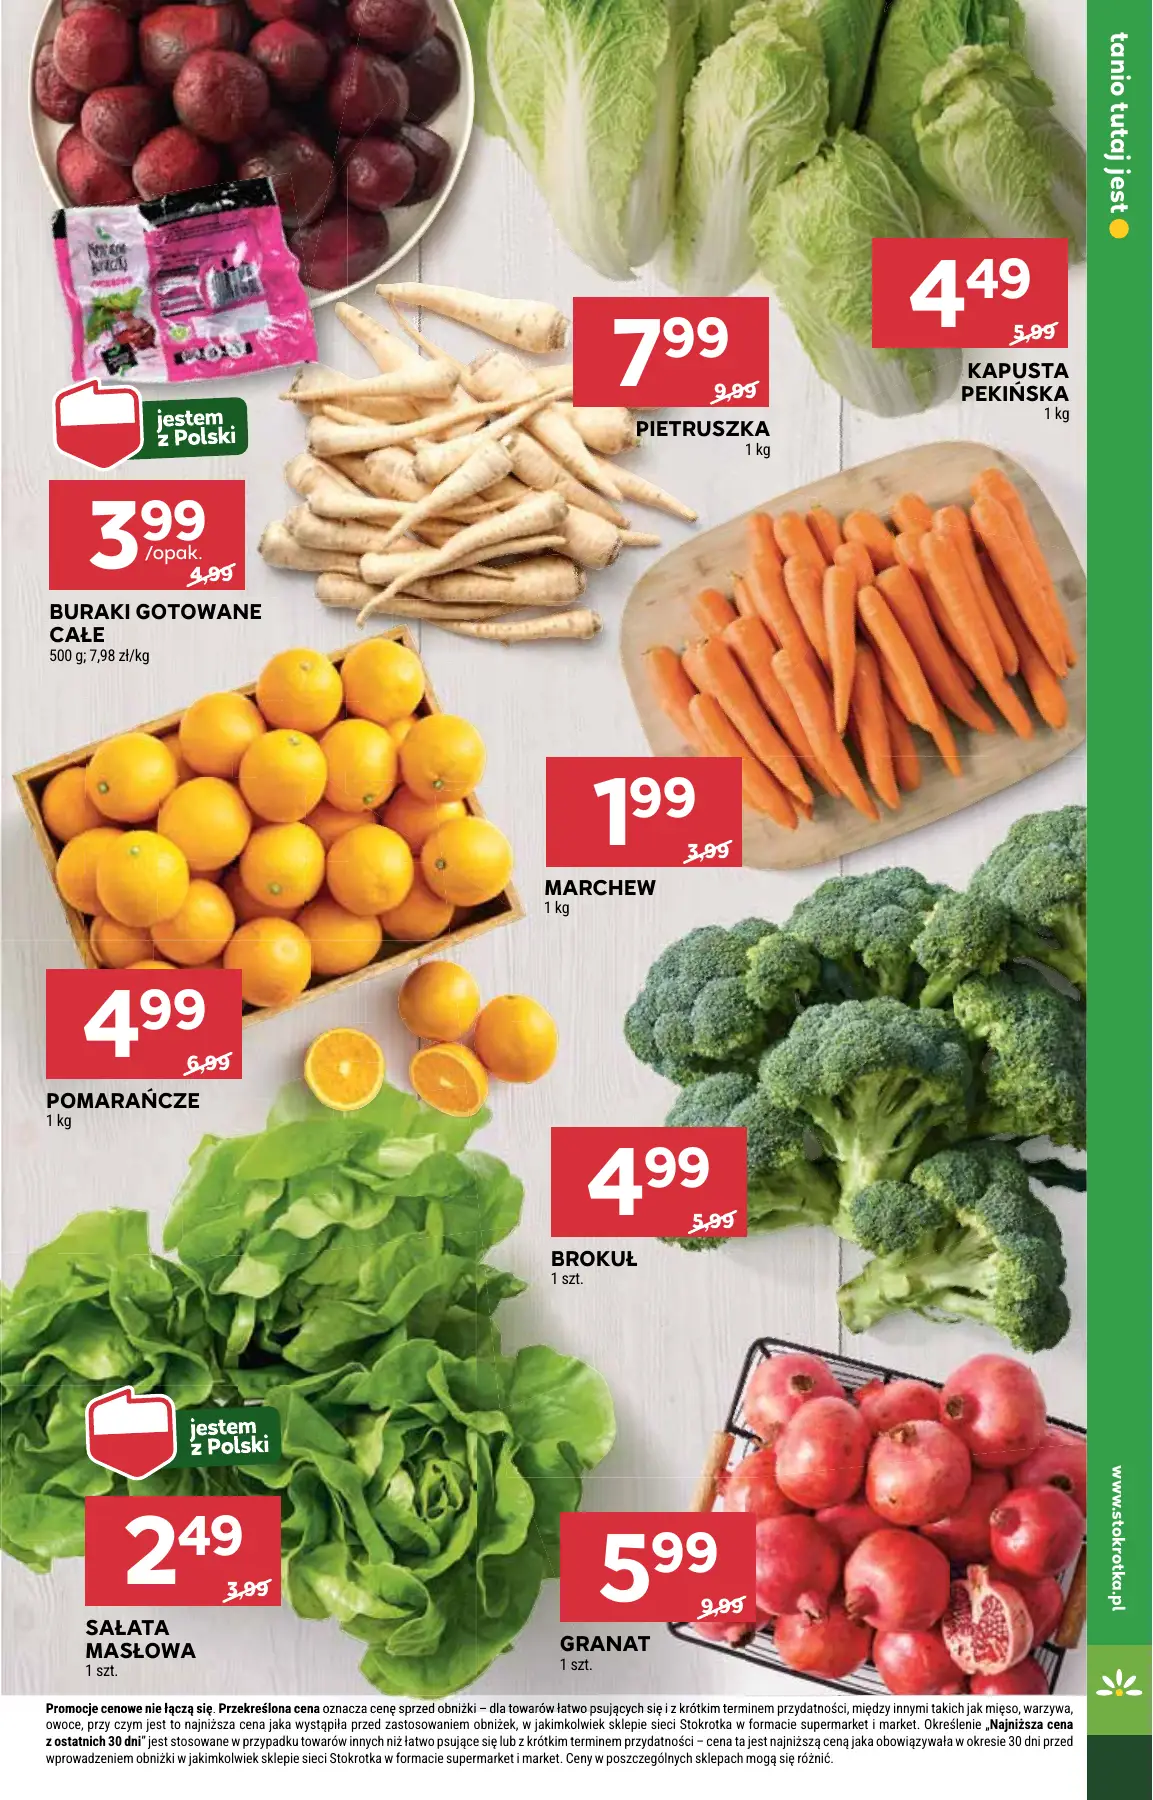 tanio tutaj jest
4 49
5,99
KAPUSTA
PEKIŃSKA
1 kg
7 99
9,99
PIETRUSZKA
1 kg
jestem
z Polski
3 99
/opak.
4,99
BURAKI GOTOWANE
CAŁE
500 g; 7,98 zł/kg
1 99
3,99
MARCHEW
1 kg
4 99
6,99
POMARAŃCZE
1 kg
4 99
5,99
BROKUŁ
1 szt.
jestem
z Polski
2 49
3,99
SAŁATA
MASŁOWA
1 szt.
5 99
9,99
GRANAT
1 szt.
www.stokrotka.pl
Promocje cenowe nie łączą się. Przekreślona cena oznacza cenę sprzed obniżki – dla towarów łatwo psujących się i z krótkim terminem przydatności, między innymi takich jak mięso, warzywa,
owoce, przy czym jest to najniższa cena jaka wystąpiła przed zastosowaniem obniżek, w jakimkolwiek sklepie sieci Stokrotka w formacie supermarket i market. Określenie „Najniższa cena
z ostatnich 30 dni” jest stosowane w przypadku towarów innych niż łatwo psujące się lub z krótkim terminem przydatności – cena ta jest najniższą ceną jaka obowiązywała w okresie 30 dni przed
wprowadzeniem obniżki w jakimkolwiek sklepie sieci Stokrotka w formacie supermarket i market. Ceny w poszczególnych sklepach mogą się różnić.